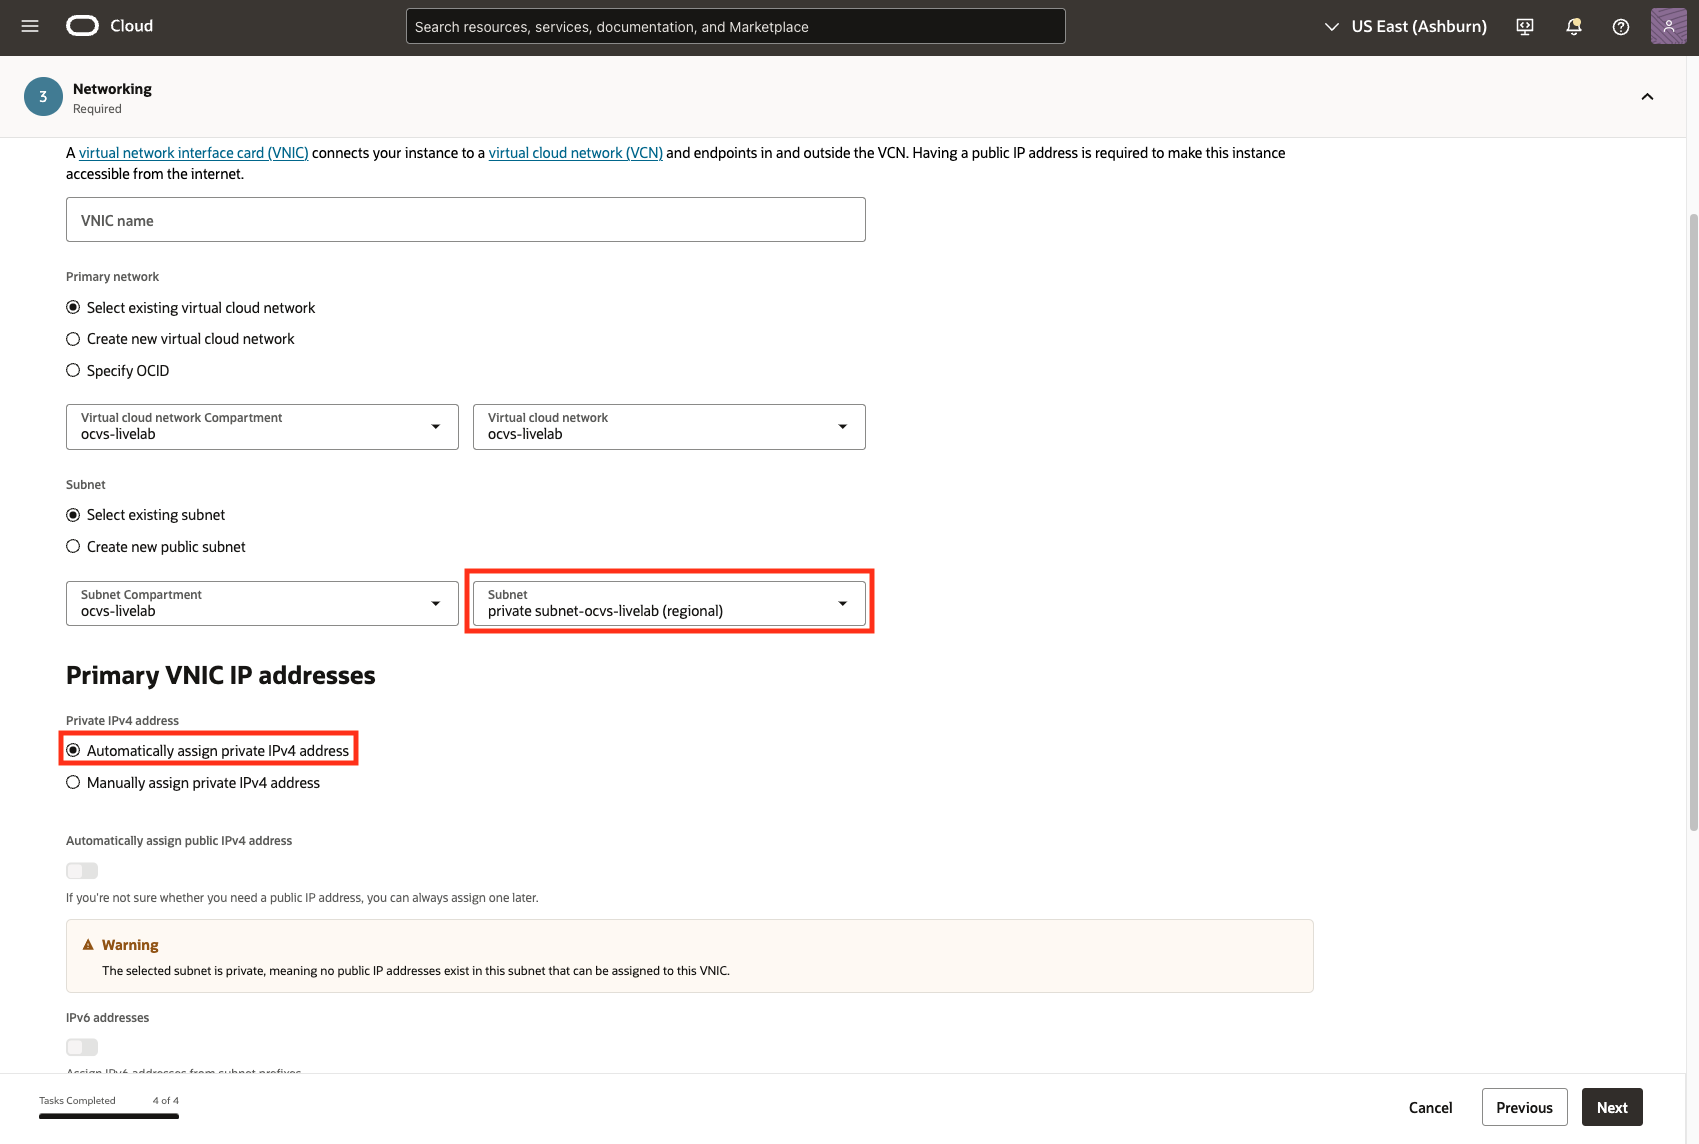 Cloud
Search resources, services, documentation, and Marketplace
US East (Ashburn)
3
Networking
Required
A virtual network interface card (VNIC) connects your instance to a virtual cloud network (VCN) and endpoints in and outside the VCN. Having a public IP address is required to make this instance
accessible from the internet.
VNIC name
Primary network
Select existing virtual cloud network
Create new virtual cloud network
Specify OCID
Virtual cloud network Compartment
ocvs-livelab
Virtual cloud network
ocvs-livelab
Subnet
Select existing subnet
Create new public subnet
Subnet Compartment
ocvs-livelab
Subnet
private subnet-ocvs-livelab (regional)
Primary VNIC IP addresses
Private IPv4 address
Automatically assign private IPv4 address
Manually assign private IPv4 address
Automatically assign public IPv4 address
If you're not sure whether you need a public IP address, you can always assign one later.
Warning
The selected subnet is private, meaning no public IP addresses exist in this subnet that can be assigned to this VNIC.
IPv6 addresses
Assign IPv6 addresses from subnet prefixes
Tasks Completed 4 of 4
Cancel
Previous
Next